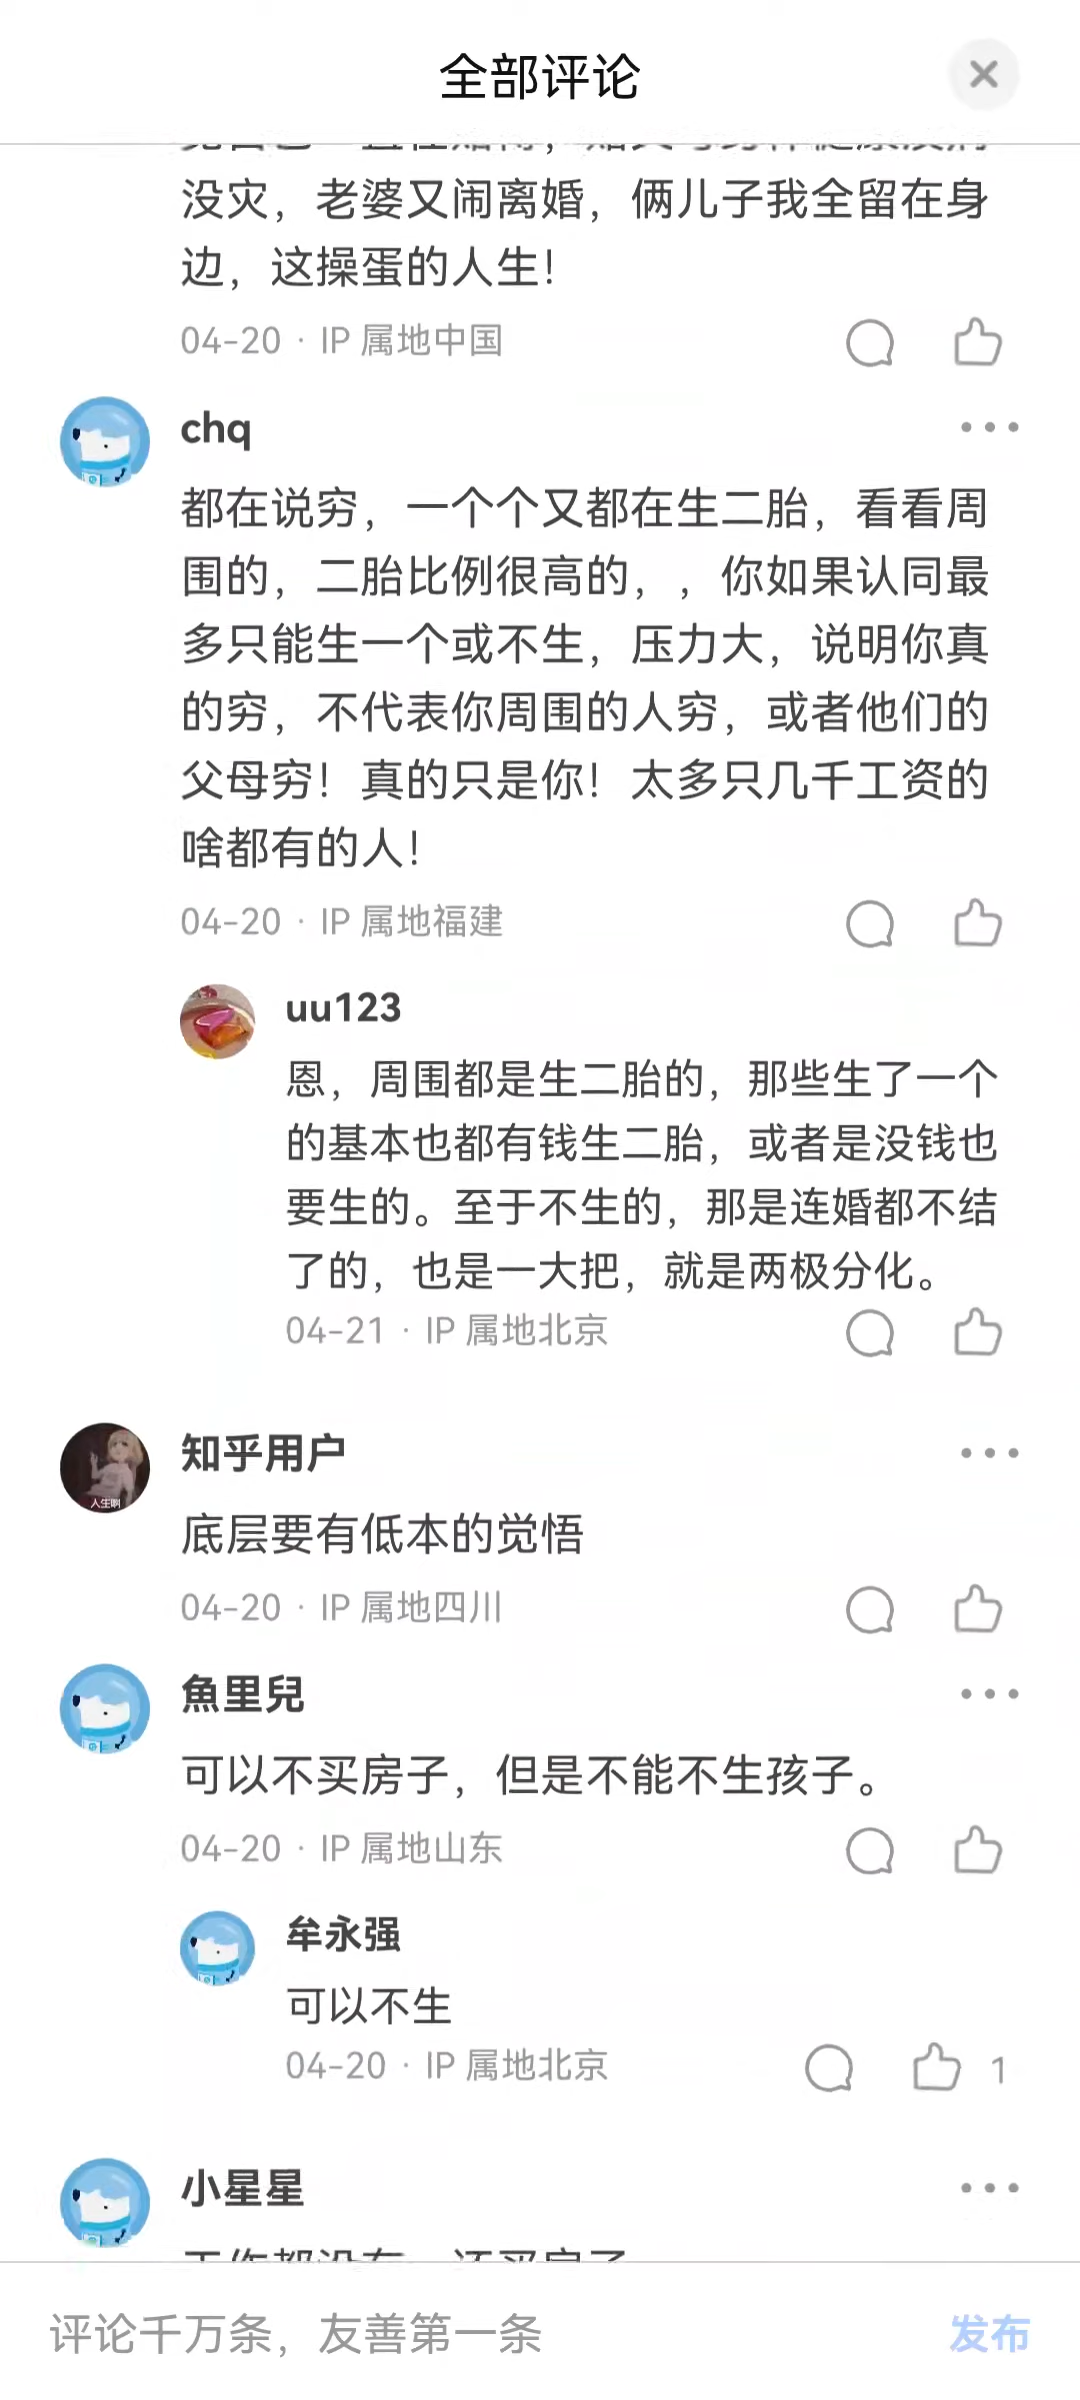 全部评论
没灾，老婆又闹离婚，俩儿子我全留在身
边，这操蛋的人生！
04-20 · IP 属地中国
chq
都在说穷，一个个又都在生二胎，看看周
围的，二胎比例很高的，，你如果认同最
多只能生一个或不生，压力大，说明你真
的穷，不代表你周围的人穷，或者他们的
父母穷！真的只是你！太多只几千工资的
啥都有的人！
04-20 · IP 属地福建
uu123
恩，周围都是生二胎的，那些生了一个
的基本也都有钱生二胎，或者是没钱也
要生的。至于不生的，那是连婚都不结
了的，也是一大把，就是两极分化。
04-21 · IP 属地北京
人生啊
知乎用户
底层要有低本的觉悟
04-20 · IP 属地四川
魚里兒
可以不买房子，但是不能不生孩子。
04-20 · IP 属地山东
牟永强
可以不生
04-20 · IP 属地北京
1
小星星
评论千万条，友善第一条
发布